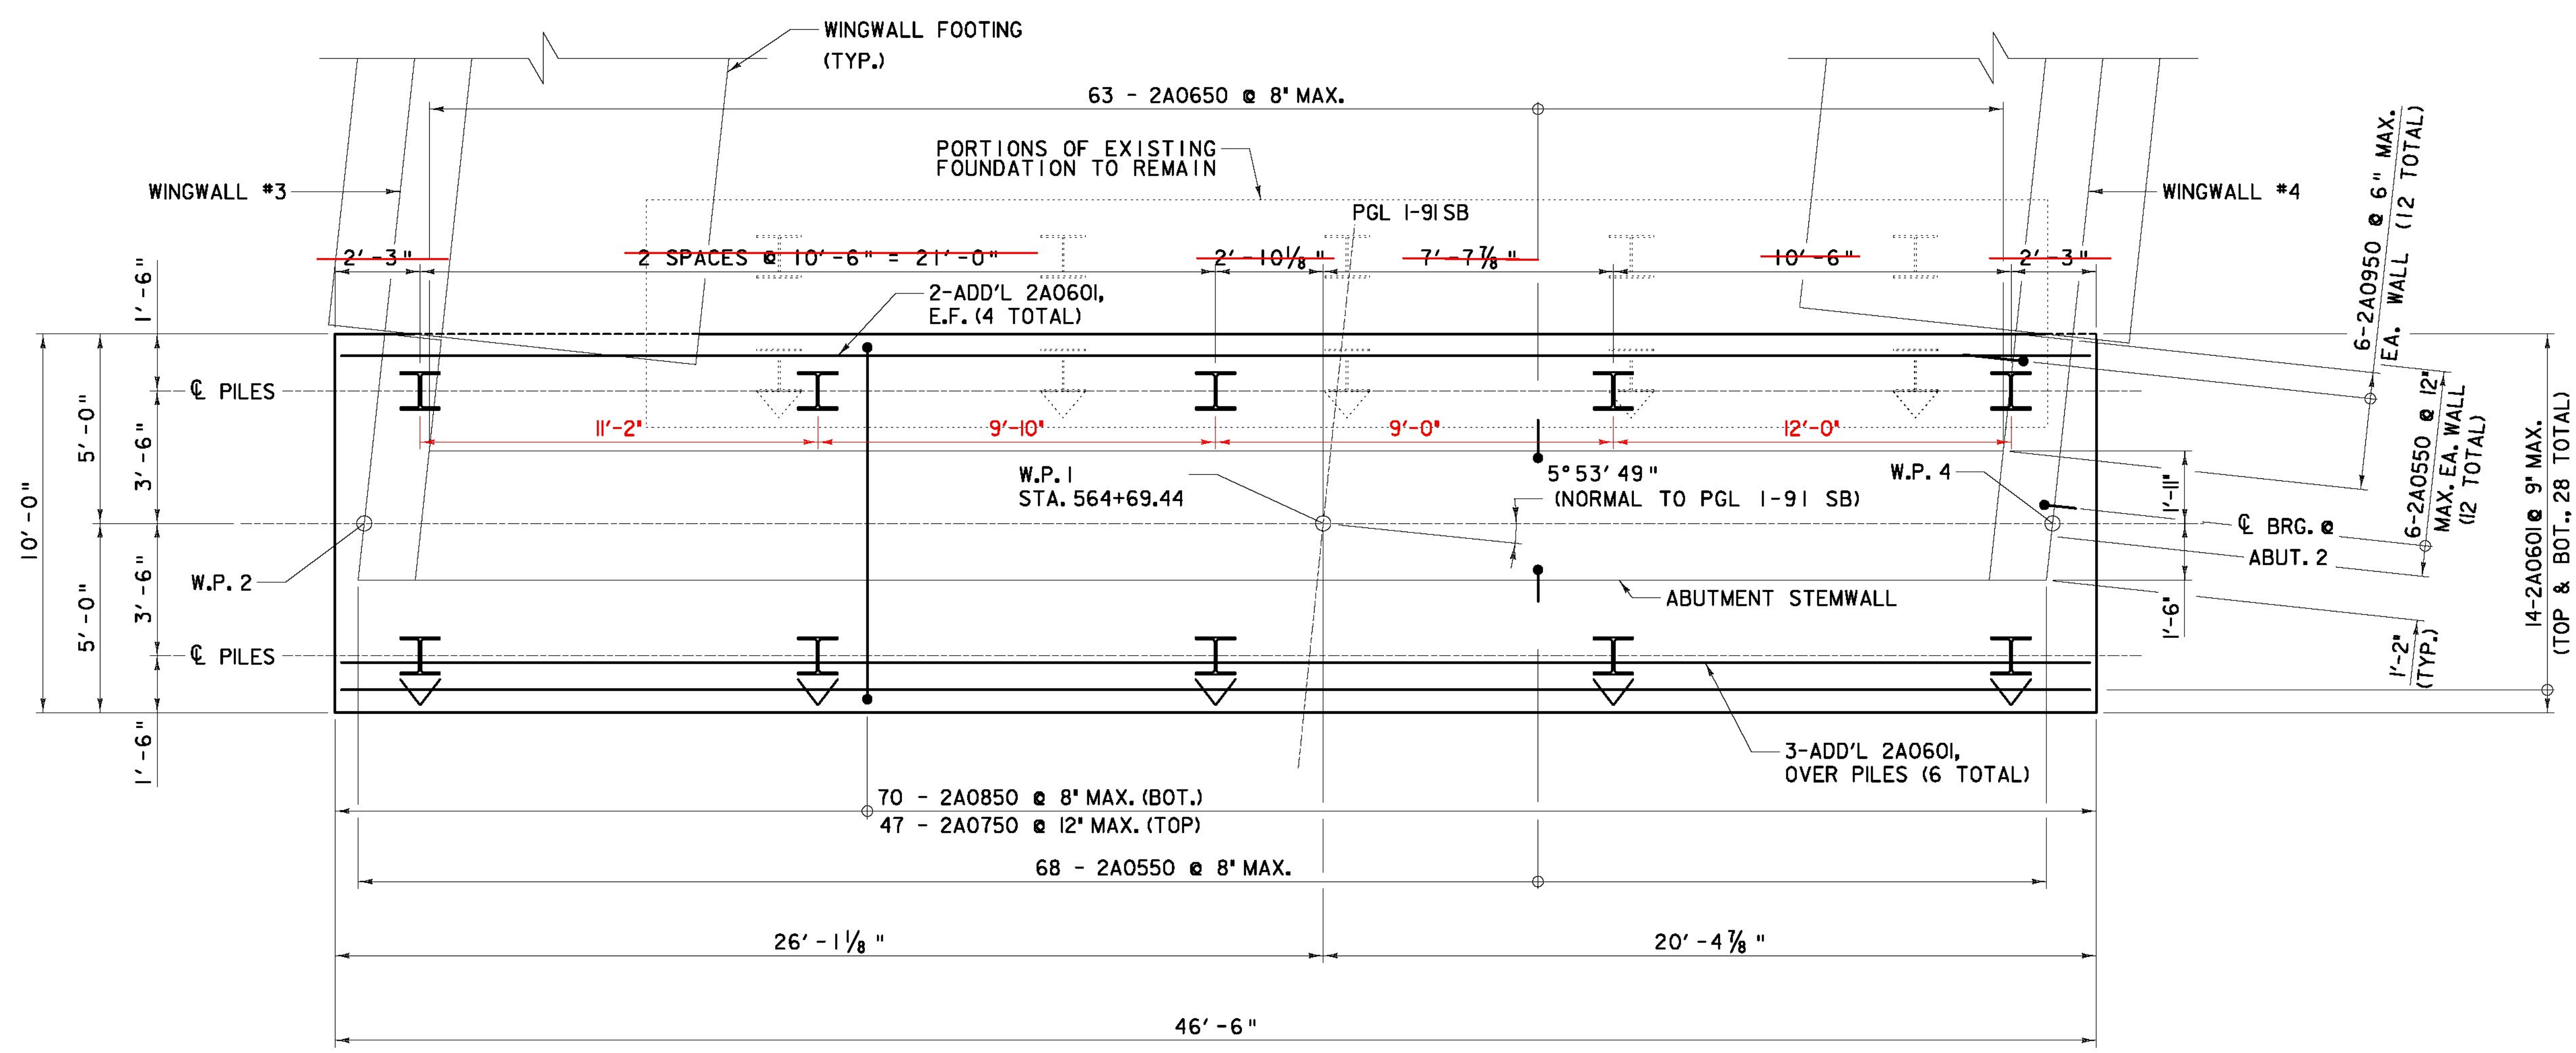 WINGWALL FOOTING
(TYP.)
63 - 2A0650 @ 8" MAX.
PORTIONS OF EXISTING
FOUNDATION TO REMAIN
WINGWALL #3
WINGWALL #4
PGL I-91 SB
2'-3"
2 SPACES @ 10'-6" = 21'-0"
2'-10⅛"
7'-7⅞"
10'-6"
2'-3"
2-ADD'L 2A0601,
E.F. (4 TOTAL)
1'-6"
℄ PILES
11'-2"
9'-10"
9'-0"
12'-0"
10'-0"
5'-0"
3'-6"
W.P. 1
STA. 564+69.44
5°53'49"
(NORMAL TO PGL I-91 SB)
W.P. 4
W.P. 2
5'-0"
3'-6"
1'-6"
℄ PILES
ABUTMENT STEMWALL
℄ BRG. @
ABUT. 2
1'-11"
1'-6"
6-2A0950 @ 6" MAX.
EA. WALL (12 TOTAL)
6-2A0550 @ 12"
MAX. EA. WALL
(12 TOTAL)
1'-2"
(TYP.)
14-2A0601 @ 9" MAX.
(TOP & BOT., 28 TOTAL)
3-ADD'L 2A0601,
OVER PILES (6 TOTAL)
70 - 2A0850 @ 8" MAX. (BOT.)
47 - 2A0750 @ 12" MAX. (TOP)
68 - 2A0550 @ 8" MAX.
26'-1⅛"
20'-4⅞"
46'-6"